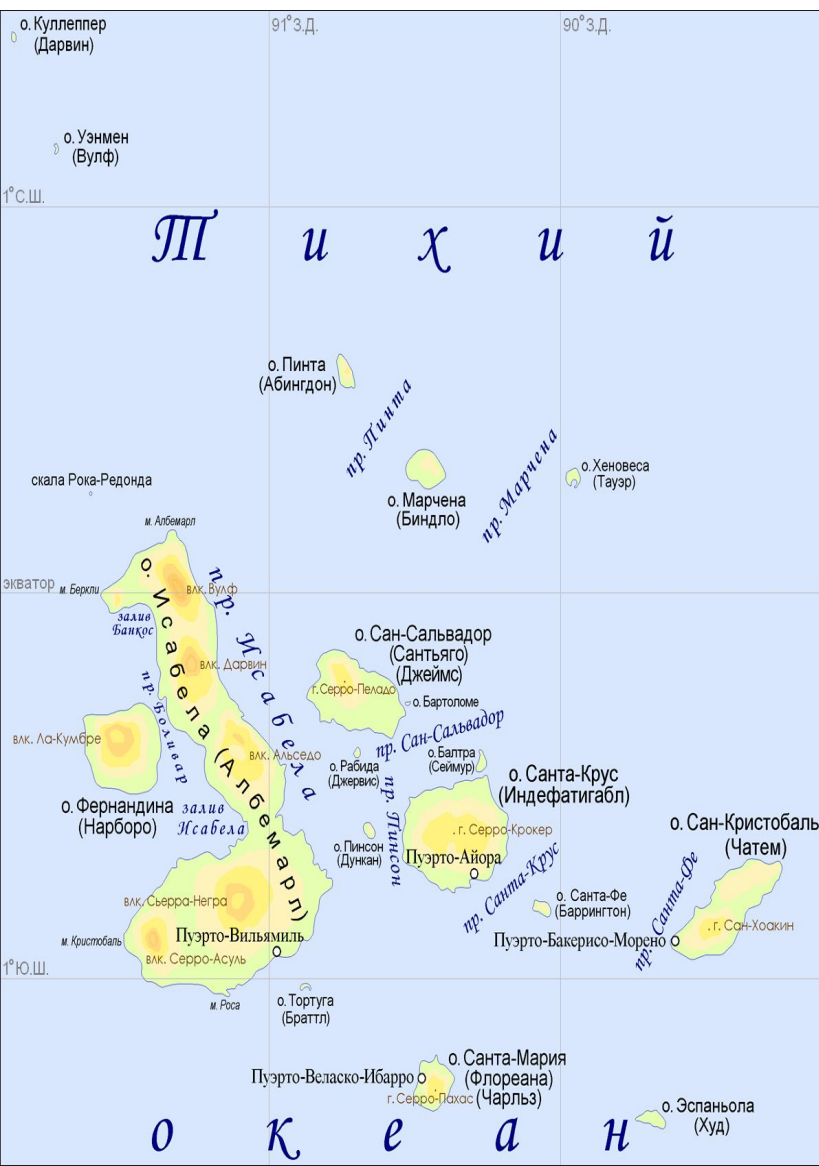 о. Куллеппер
(Дарвин)
91°З.Д.
90°З.Д.
о. Уэнмен
(Вулф)
1°С.Ш.
Тихий
о. Пинта
(Абингдон)
пр. Пинта
о. Марчена
(Биндло)
пр. Марчена
о. Хеновеса
(Тауэр)
скала Рока-Редонда
м. Албемарл
экватор
м. Беркли
влк. Вулф
залив
Банкос
о. Исабела (Албемарл)
пр. Исабела
влк. Дарвин
пр. Боливар
о. Сан-Сальвадор
(Сантьяго)
(Джеймс)
г.Серро-Пеладо
о. Бартоломе
пр. Сан-Сальвадор
влк. Ла-Кумбре
влк. Альседо
о. Рабида
(Джервис)
о. Балтра
(Сеймур)
о. Фернандина
(Нарборо)
залив
Исабела
пр. Пинсон
о. Санта-Крус
(Индефатигабл)
г. Серро-Крокер
о. Пинсон
(Дункан)
Пуэрто-Айора
пр. Санта-Крус
о. Сан-Кристобаль
(Чатем)
пр. Санта-Фе
влк. Сьерра-Негра
о. Санта-Фе
(Баррингтон)
г. Сан-Хоакин
м. Кристобаль
Пуэрто-Вильямиль
Пуэрто-Бакерисо-Морено
влк. Серро-Асуль
1°Ю.Ш.
м. Роса
о. Тортуга
(Браттл)
о. Санта-Мария
(Флореана)
(Чарльз)
Пуэрто-Веласко-Ибарро
г. Серро-Пахас
о. Эспаньола
(Худ)
океан